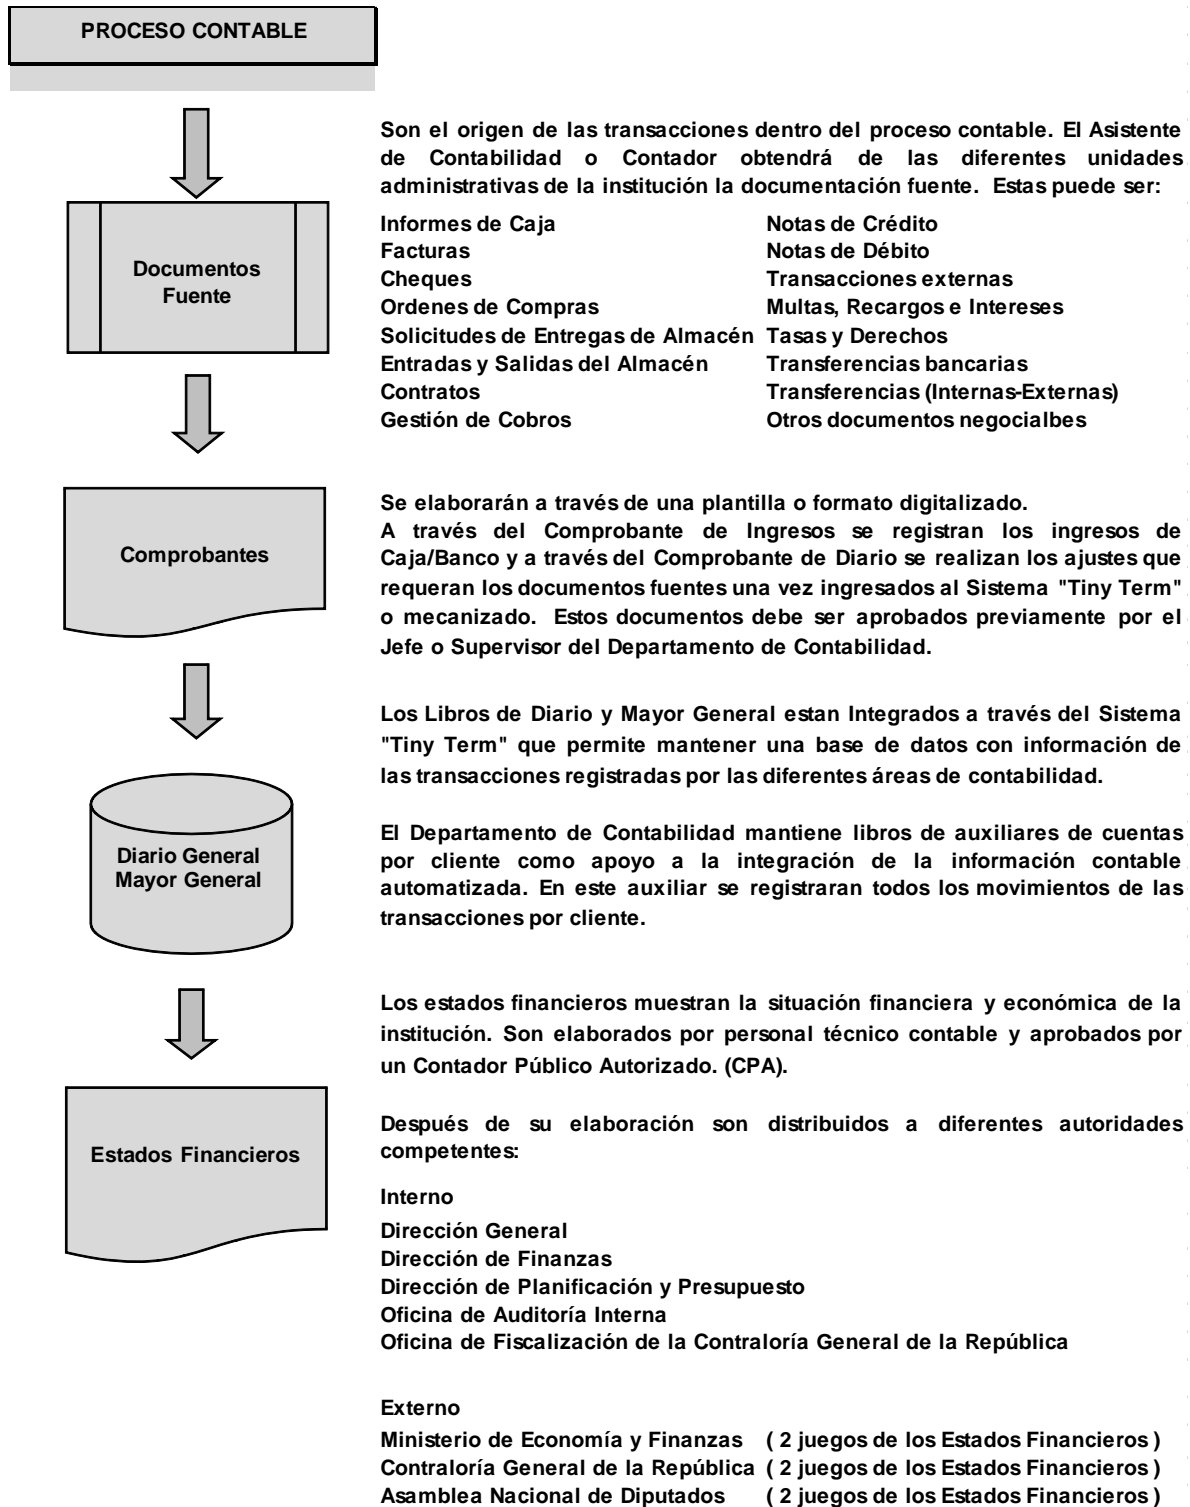 PROCESO CONTABLE
Son el origen de las transacciones dentro del proceso contable. El Asistente
de Contabilidad o Contador obtendrá de las diferentes unidades
administrativas de la institución la documentación fuente. Estas puede ser:
Documentos
Fuente
Informes de Caja Notas de Crédito
Facturas Notas de Débito
Cheques Transacciones externas
Ordenes de Compras Multas, Recargos e Intereses
Solicitudes de Entregas de Almacén Tasas y Derechos
Entradas y Salidas del Almacén Transferencias bancarias
Contratos Transferencias (Internas-Externas)
Gestión de Cobros Otros documentos negocialbes
Comprobantes
Se elaborarán a través de una plantilla o formato digitalizado.
A través del Comprobante de Ingresos se registran los ingresos de
Caja/Banco y a través del Comprobante de Diario se realizan los ajustes que
requeran los documentos fuentes una vez ingresados al Sistema "Tiny Term"
o mecanizado. Estos documentos debe ser aprobados previamente por el
Jefe o Supervisor del Departamento de Contabilidad.
Los Libros de Diario y Mayor General estan Integrados a través del Sistema
"Tiny Term" que permite mantener una base de datos con información de
las transacciones registradas por las diferentes áreas de contabilidad.
Diario General
Mayor General
El Departamento de Contabilidad mantiene libros de auxiliares de cuentas
por cliente como apoyo a la integración de la información contable
automatizada. En este auxiliar se registraran todos los movimientos de las
transacciones por cliente.
Los estados financieros muestran la situación financiera y económica de la
institución. Son elaborados por personal técnico contable y aprobados por
un Contador Público Autorizado. (CPA).
Estados Financieros
Después de su elaboración son distribuidos a diferentes autoridades
competentes:
Interno
Dirección General
Dirección de Finanzas
Dirección de Planificación y Presupuesto
Oficina de Auditoría Interna
Oficina de Fiscalización de la Contraloría General de la República
Externo
Ministerio de Economía y Finanzas ( 2 juegos de los Estados Financieros )
Contraloría General de la República ( 2 juegos de los Estados Financieros )
Asamblea Nacional de Diputados ( 2 juegos de los Estados Financieros )